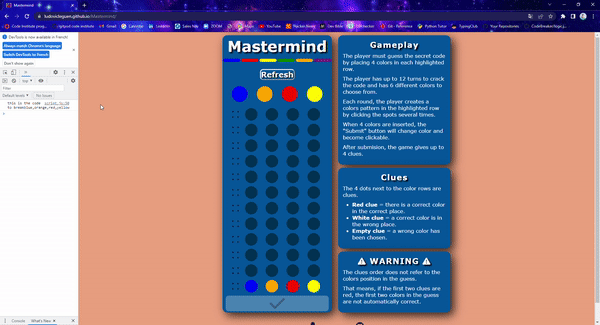 Mastermind
ludovicleguen.github.io/Mastermind/
DevTools is now available in French!
Always match Chrome's language
Switch DevTools to French
Don't show again
top
Filter
Default levels
No Issues
this is the code
to break
blue,orange,red,yellow
Console
What's New
Mastermind
Refresh
Gameplay
The player must guess the secret code
by placing 4 colors in each highlighted
row.
The player has up to 12 turns to crack
the code and has 6 different colors to
choose from.
Each round, the player creates a
colors pattern in the highlighted row
by clicking the spots several times.
When 4 colors are inserted, the
"Submit" button will change color and
become clickable.
After submision, the game gives up to
4 clues.
Clues
The 4 dots next to the color rows are
clues.
Red clue = there is a correct color
in the correct place.
White clue = a correct color is in
the wrong place.
Empty clue = a wrong color has
been chosen.
WARNING
The clues order does not refer to the
colors position in the guess.
That means, if the first two clues are
red, the first two colors in the guess
are not automatically correct.